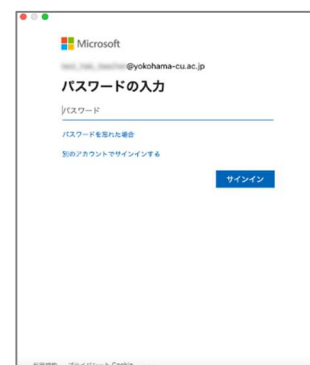 Microsoft
@yokohama-cu.ac.jp
パスワードの入力
パスワード
パスワードを忘れた場合
別のアカウントでサインインする
サインイン